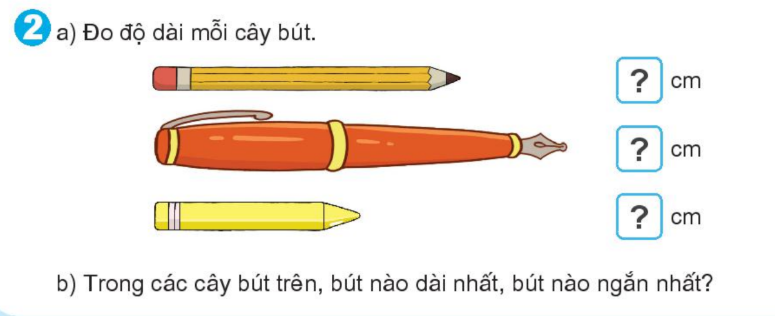 2 a) Đo độ dài mỗi cây bút.
? cm
? cm
? cm
b) Trong các cây bút trên, bút nào dài nhất, bút nào ngắn nhất?